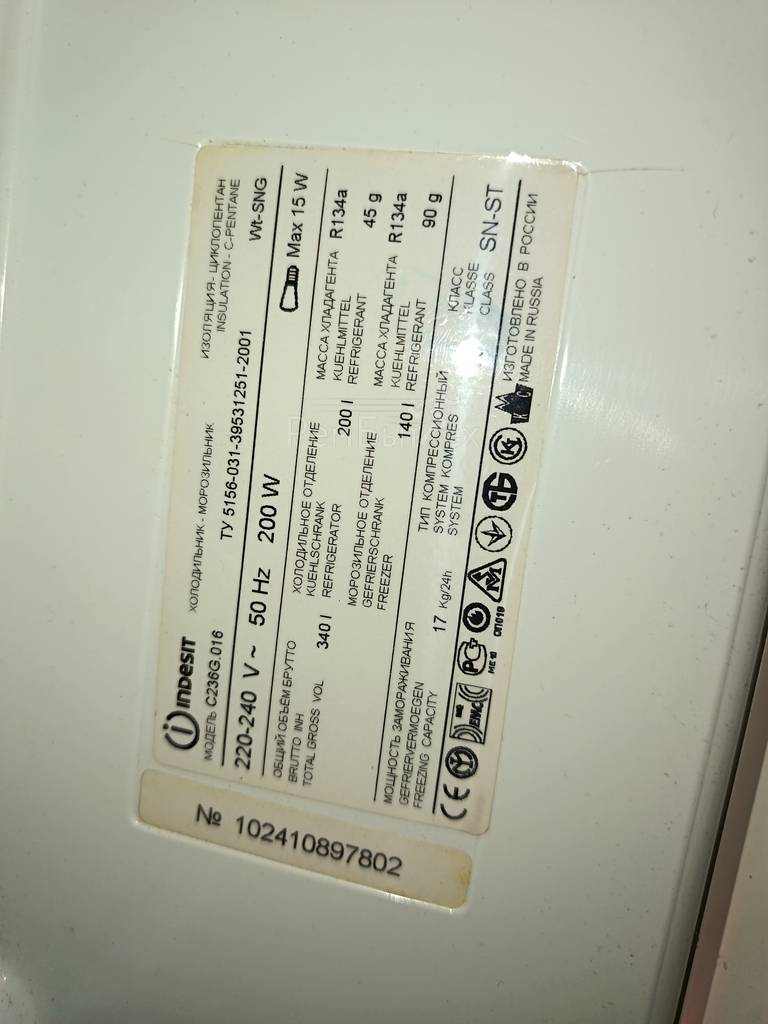 INDESIT
ХОЛОДИЛЬНИК - МОРОЗИЛЬНИК
ИЗОЛЯЦИЯ - ЦИКЛОПЕНТАН
INSULATION - C-PENTANE
МОДЕЛЬ C236G.016
ТУ 5156-031-39531251-2001
Wt-SNG
220-240 V ~ 50 Hz 200 W
Max 15 W
ОБЩИЙ ОБЪЁМ БРУТТО
BRUTTO INH
TOTAL GROSS VOL
340 l
ХОЛОДИЛЬНОЕ ОТДЕЛЕНИЕ
KUEHLSCHRANK
REFRIGERATOR
200 l
МАССА ХЛАДАГЕНТА
KUEHLMITTEL
REFRIGERANT
R134a
45 g
МОРОЗИЛЬНОЕ ОТДЕЛЕНИЕ
GEFRIERSCHRANK
FREEZER
140 l
МАССА ХЛАДАГЕНТА
KUEHLMITTEL
REFRIGERANT
R134a
90 g
МОЩНОСТЬ ЗАМОРАЖИВАНИЯ
GEFRIERVERMOEGEN
FREEZING CAPACITY
17 Kg/24h
ТИП КОМПРЕССИОННЫЙ
SYSTEM KOMPRES
SYSTEM
КЛАСС
KLASSE
CLASS
SN-ST
CE
PC
ME 10
ОП019
ИЗГОТОВЛЕНО В РОССИИ
MADE IN RUSSIA
№ 102410897802